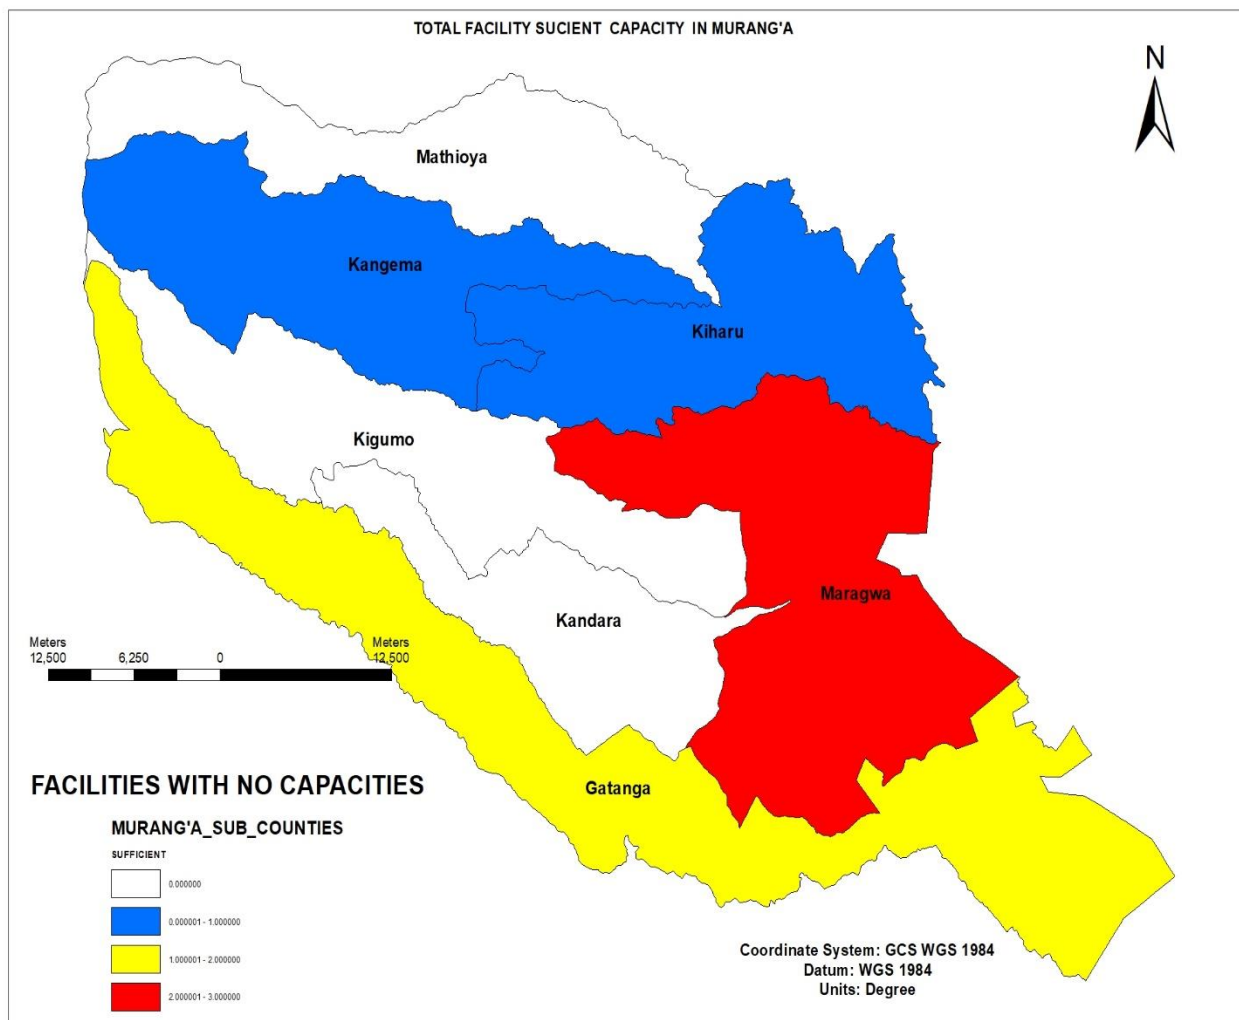 TOTAL FACILITY SUCIENT CAPACITY IN MURANG'A
N
Mathioya
Kangema
Kiharu
Kigumo
Maragwa
Kandara
Meters Meters
12,500 6,250 0 12,500
Gatanga
FACILITIES WITH NO CAPACITIES
MURANG'A_SUB_COUNTIES
SUFFICIENT
0.000000
0.000001 - 1.000000
1.000001 - 2.000000
2.000001 - 3.000000
Coordinate System: GCS WGS 1984
Datum: WGS 1984
Units: Degree